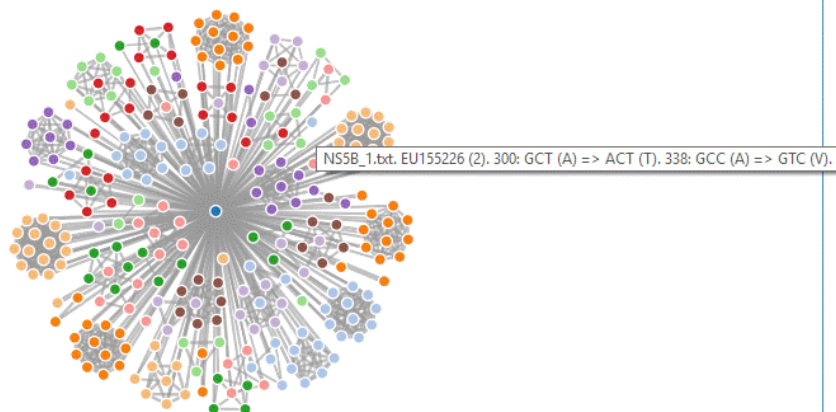 NS5B_1.txt. EU155226 (2). 300: GCT (A) => ACT (T). 338: GCC (A) => GTC (V).